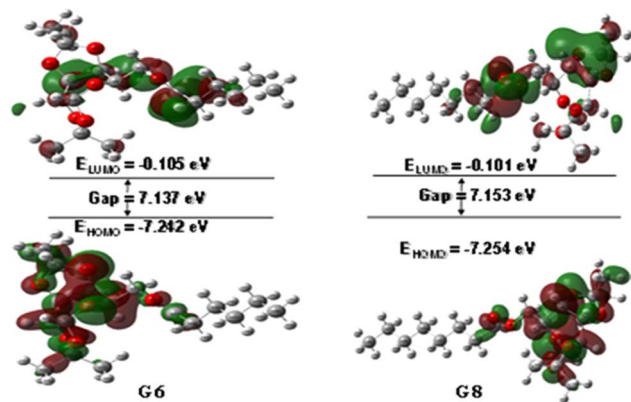 E_LUMO = -0.105 eV
Gap = 7.137 eV
E_HOMO = -7.242 eV
G6
E_LUMO = -0.101 eV
Gap = 7.153 eV
E_HOMO = -7.254 eV
G8